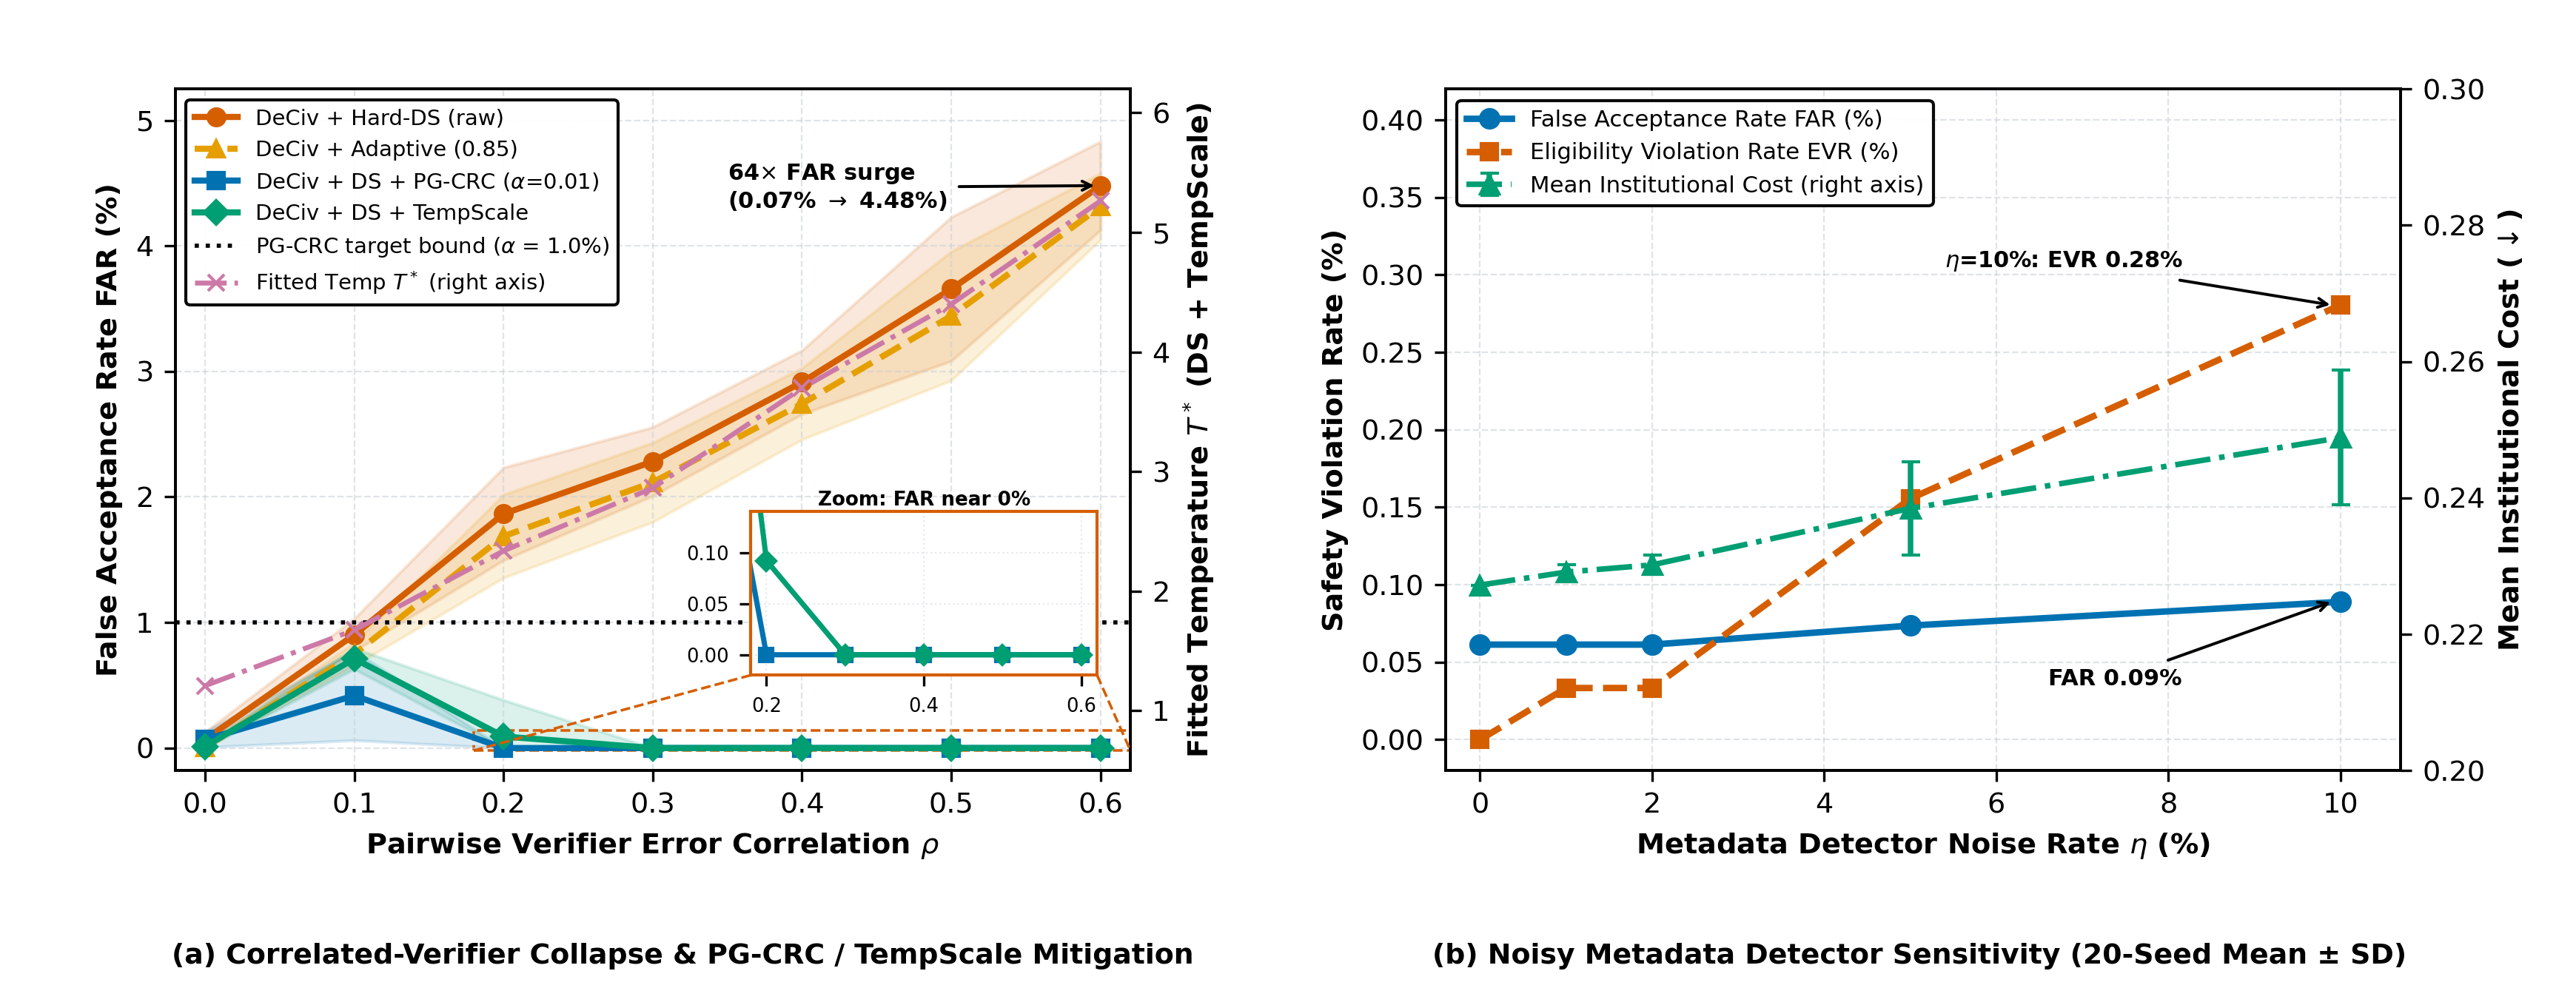 DeCiv + Hard-DS (raw)
DeCiv + Adaptive (0.85)
DeCiv + DS + PG-CRC (α=0.01)
DeCiv + DS + TempScale
PG-CRC target bound (α = 1.0%)
Fitted Temp T* (right axis)
64× FAR surge
(0.07% → 4.48%)
Zoom: FAR near 0%
0.10
0.05
0.00
0.2
0.4
0.6
5
4
3
2
1
0
False Acceptance Rate FAR (%)
6
5
4
3
2
1
Fitted Temperature T* (DS + TempScale)
0.0
0.1
0.2
0.3
0.4
0.5
0.6
Pairwise Verifier Error Correlation ρ
(a) Correlated-Verifier Collapse & PG-CRC / TempScale Mitigation
False Acceptance Rate FAR (%)
Eligibility Violation Rate EVR (%)
Mean Institutional Cost (right axis)
η=10%: EVR 0.28%
FAR 0.09%
0.40
0.35
0.30
0.25
0.20
0.15
0.10
0.05
0.00
Safety Violation Rate (%)
0.30
0.28
0.26
0.24
0.22
0.20
Mean Institutional Cost (↓)
0
2
4
6
8
10
Metadata Detector Noise Rate η (%)
(b) Noisy Metadata Detector Sensitivity (20-Seed Mean ± SD)